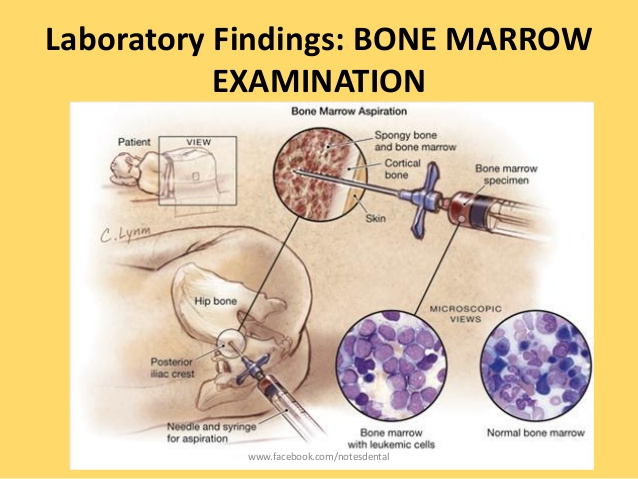 Laboratory Findings: BONE MARROW
EXAMINATION
Bone Marrow Aspiration
Patient
VIEW
Spongy bone
and bone marrow
Cortical
bone
Bone marrow
specimen
Skin
C. Lynm
Hip bone
MICROSCOPIC
VIEWS
Posterior
iliac crest
Needle and syringe
for aspiration
Bone marrow
with leukemic cells
Normal bone marrow
www.facebook.com/notesdental